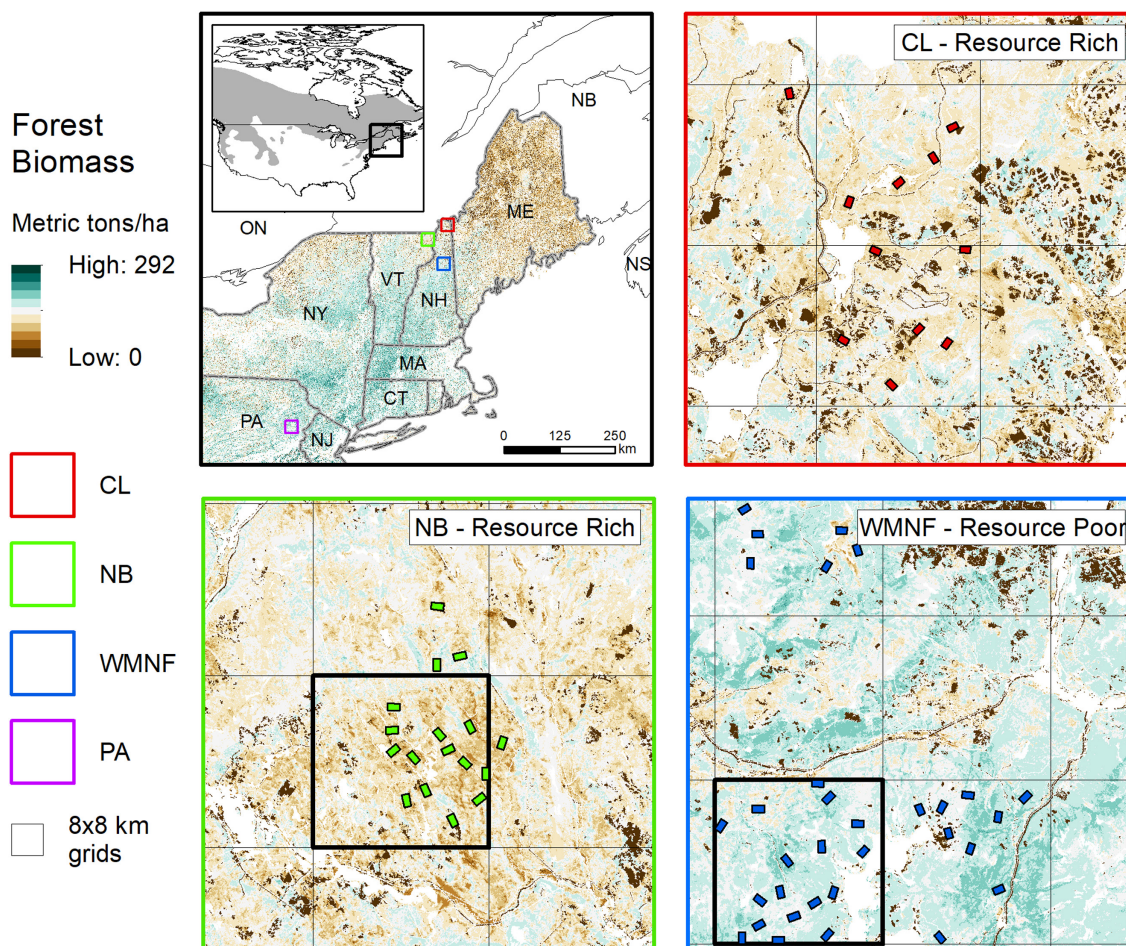 Forest
Biomass
Metric tons/ha
High: 292
Low: 0
CL
NB
WMNF
PA
8x8 km
grids
NB
ON
ME
NS
VT
NY
NH
MA
CT
PA
NJ
0 125 250
km
CL - Resource Rich
NB - Resource Rich
WMNF - Resource Poor